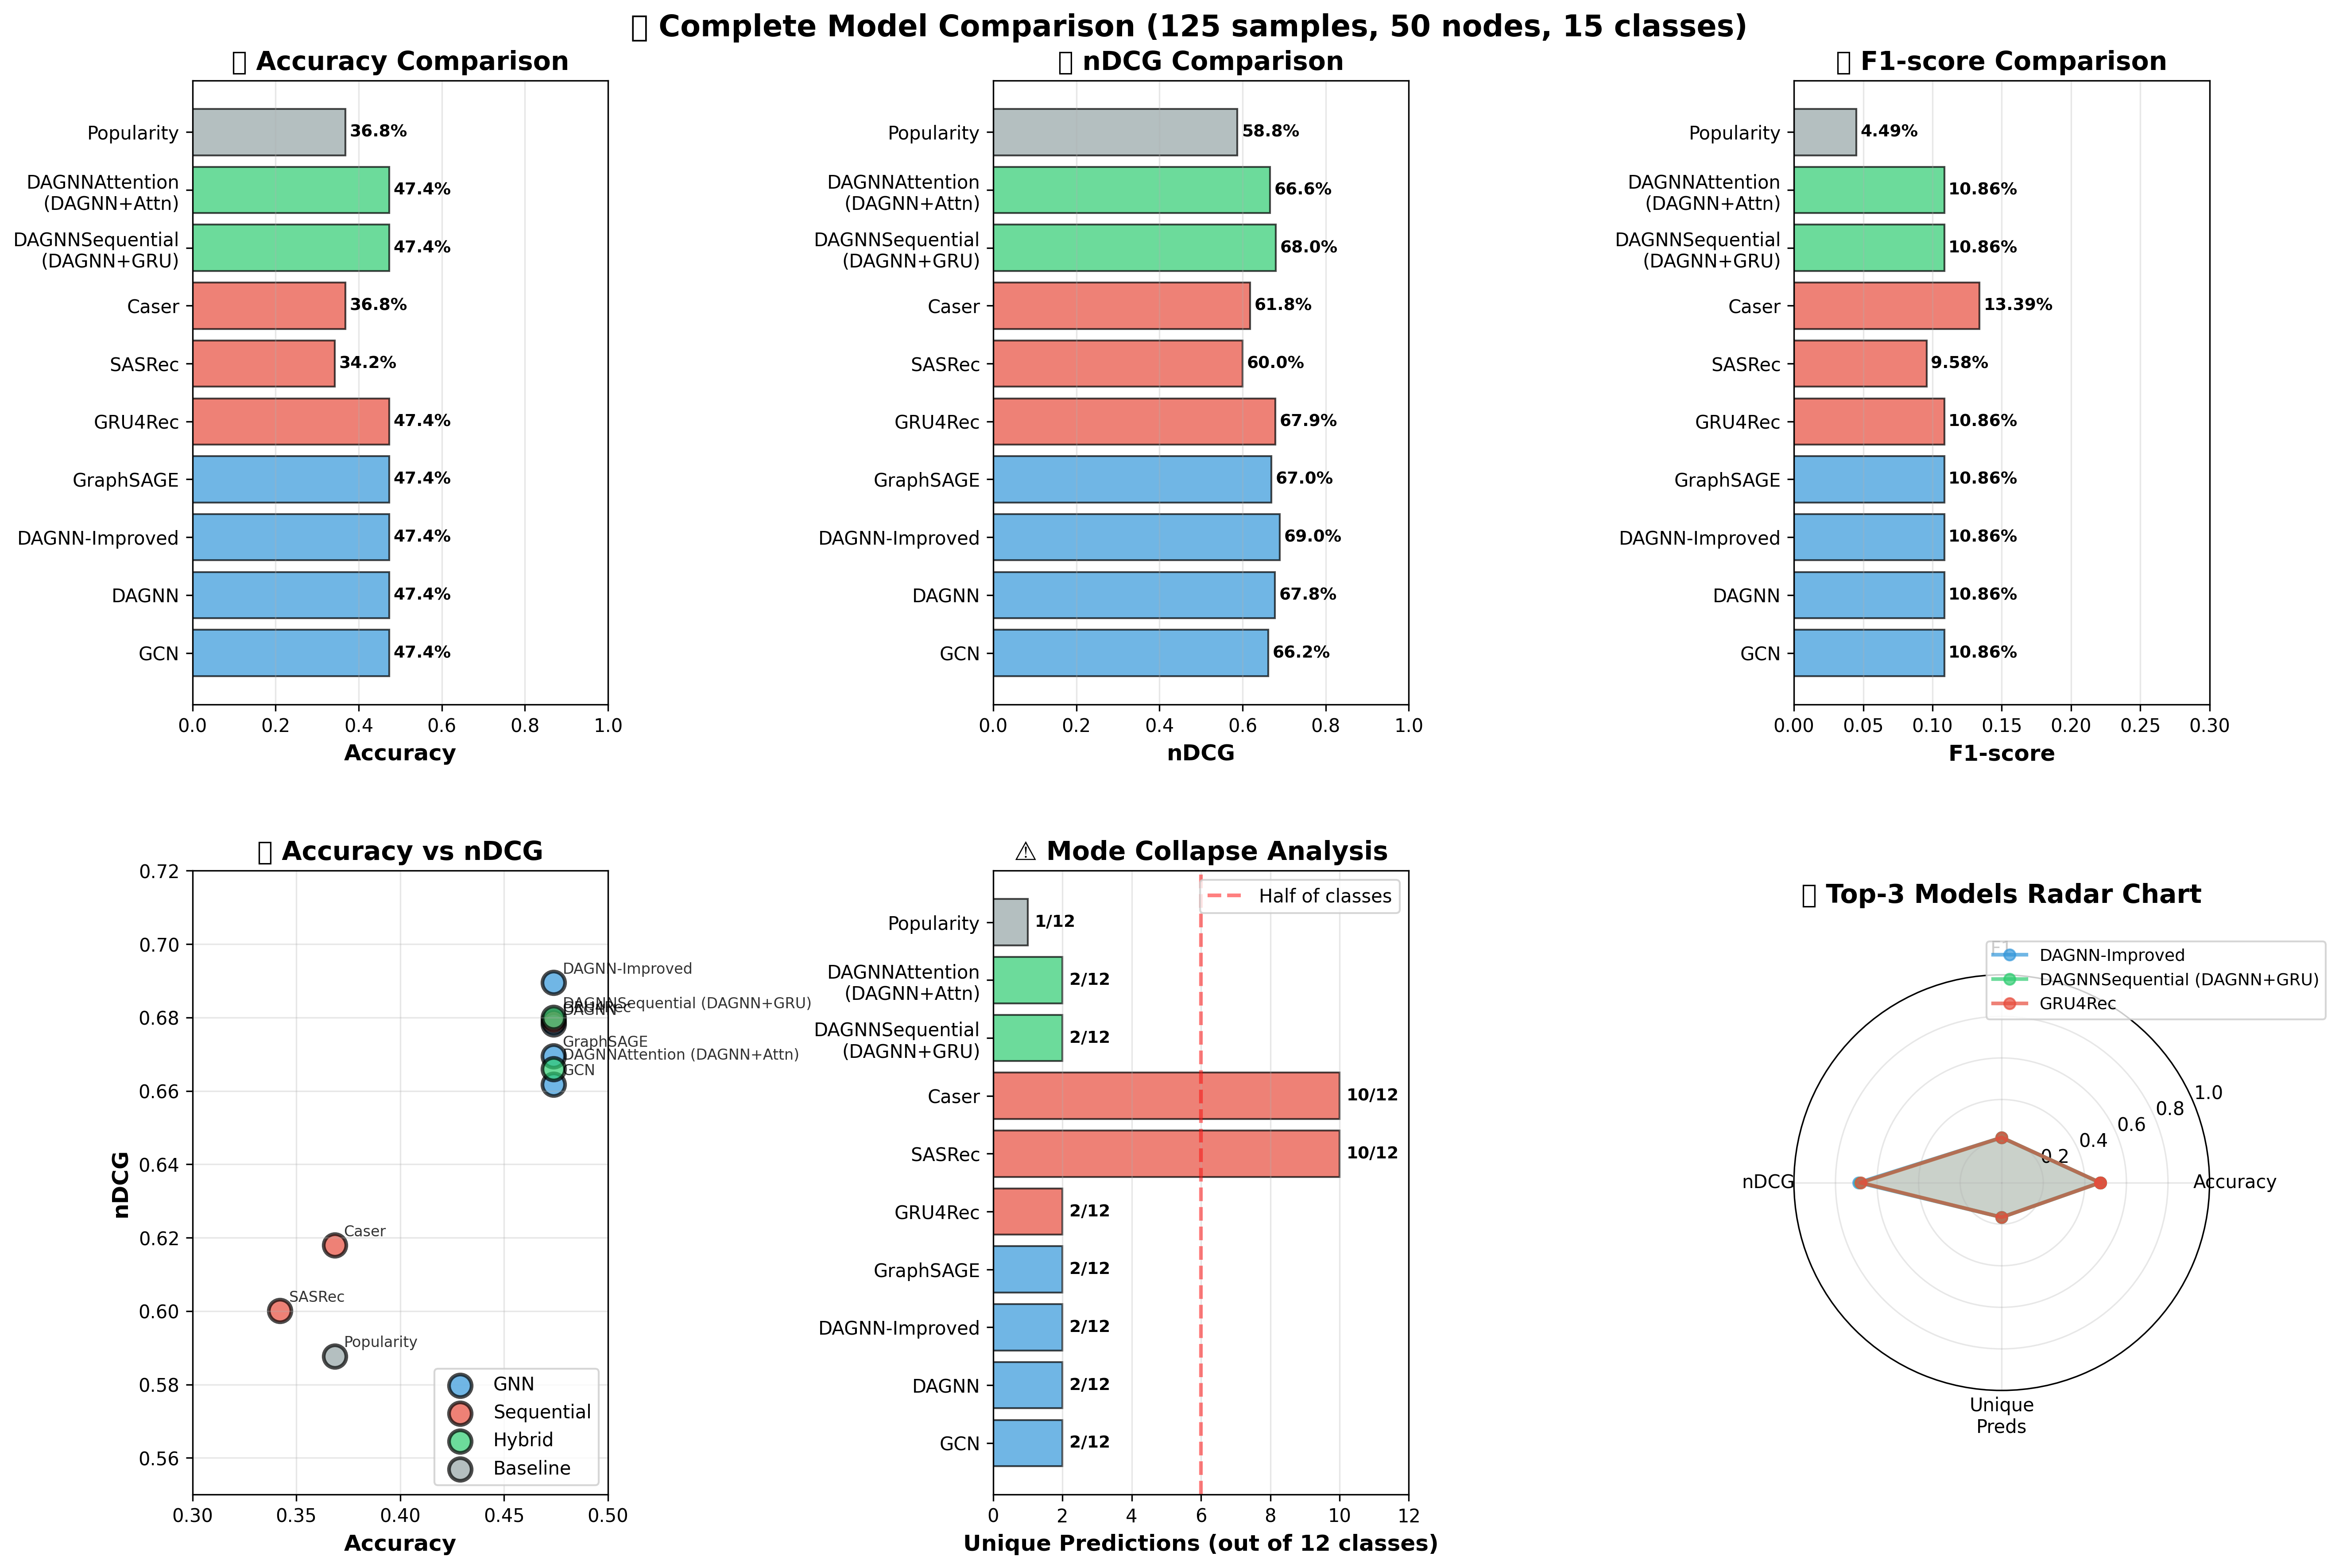 Complete Model Comparison (125 samples, 50 nodes, 15 classes)
Accuracy Comparison
Popularity
36.8%
DAGNNAttention
(DAGNN+Attn)
47.4%
DAGNNSequential
(DAGNN+GRU)
47.4%
Caser
36.8%
SASRec
34.2%
GRU4Rec
47.4%
GraphSAGE
47.4%
DAGNN-Improved
47.4%
DAGNN
47.4%
GCN
47.4%
0.0 0.2 0.4 0.6 0.8 1.0
Accuracy
nDCG Comparison
Popularity
58.8%
DAGNNAttention
(DAGNN+Attn)
66.6%
DAGNNSequential
(DAGNN+GRU)
68.0%
Caser
61.8%
SASRec
60.0%
GRU4Rec
67.9%
GraphSAGE
67.0%
DAGNN-Improved
69.0%
DAGNN
67.8%
GCN
66.2%
0.0 0.2 0.4 0.6 0.8 1.0
nDCG
F1-score Comparison
Popularity
4.49%
DAGNNAttention
(DAGNN+Attn)
10.86%
DAGNNSequential
(DAGNN+GRU)
10.86%
Caser
13.39%
SASRec
9.58%
GRU4Rec
10.86%
GraphSAGE
10.86%
DAGNN-Improved
10.86%
DAGNN
10.86%
GCN
10.86%
0.00 0.05 0.10 0.15 0.20 0.25 0.30
F1-score
Accuracy vs nDCG
0.72
0.70
0.68
0.66
0.64
0.62
0.60
0.58
0.56
nDCG
DAGNN-Improved
DAGNNSequential (DAGNN+GRU)
DAGNN
GraphSAGE
DAGNNAttention (DAGNN+Attn)
GCN
Caser
SASRec
Popularity
GNN
Sequential
Hybrid
Baseline
0.30 0.35 0.40 0.45 0.50
Accuracy
⚠ Mode Collapse Analysis
Half of classes
Popularity
1/12
DAGNNAttention
(DAGNN+Attn)
2/12
DAGNNSequential
(DAGNN+GRU)
2/12
Caser
10/12
SASRec
10/12
GRU4Rec
2/12
GraphSAGE
2/12
DAGNN-Improved
2/12
DAGNN
2/12
GCN
2/12
0 2 4 6 8 10 12
Unique Predictions (out of 12 classes)
Top-3 Models Radar Chart
DAGNN-Improved
DAGNNSequential (DAGNN+GRU)
GRU4Rec
1.0
0.8
0.6
0.4
0.2
nDCG
Accuracy
Unique
Preds